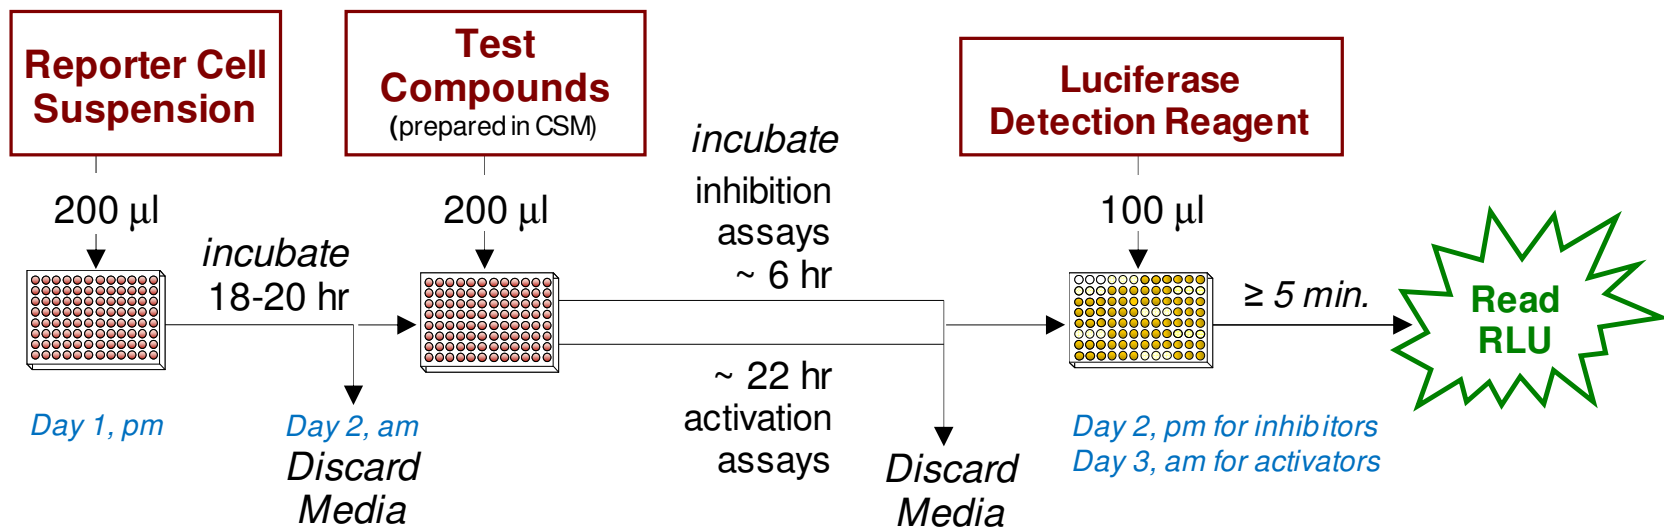 Reporter Cell
Suspension
200 μl
incubate
18-20 hr
Day 1, pm
Day 2, am
Discard
Media
Test
Compounds
(prepared in CSM)
200 μl
incubate
inhibition
assays
~ 6 hr
~ 22 hr
activation
assays
Discard
Media
Luciferase
Detection Reagent
100 μl
≥ 5 min.
Read
RLU
Day 2, pm for inhibitors
Day 3, am for activators